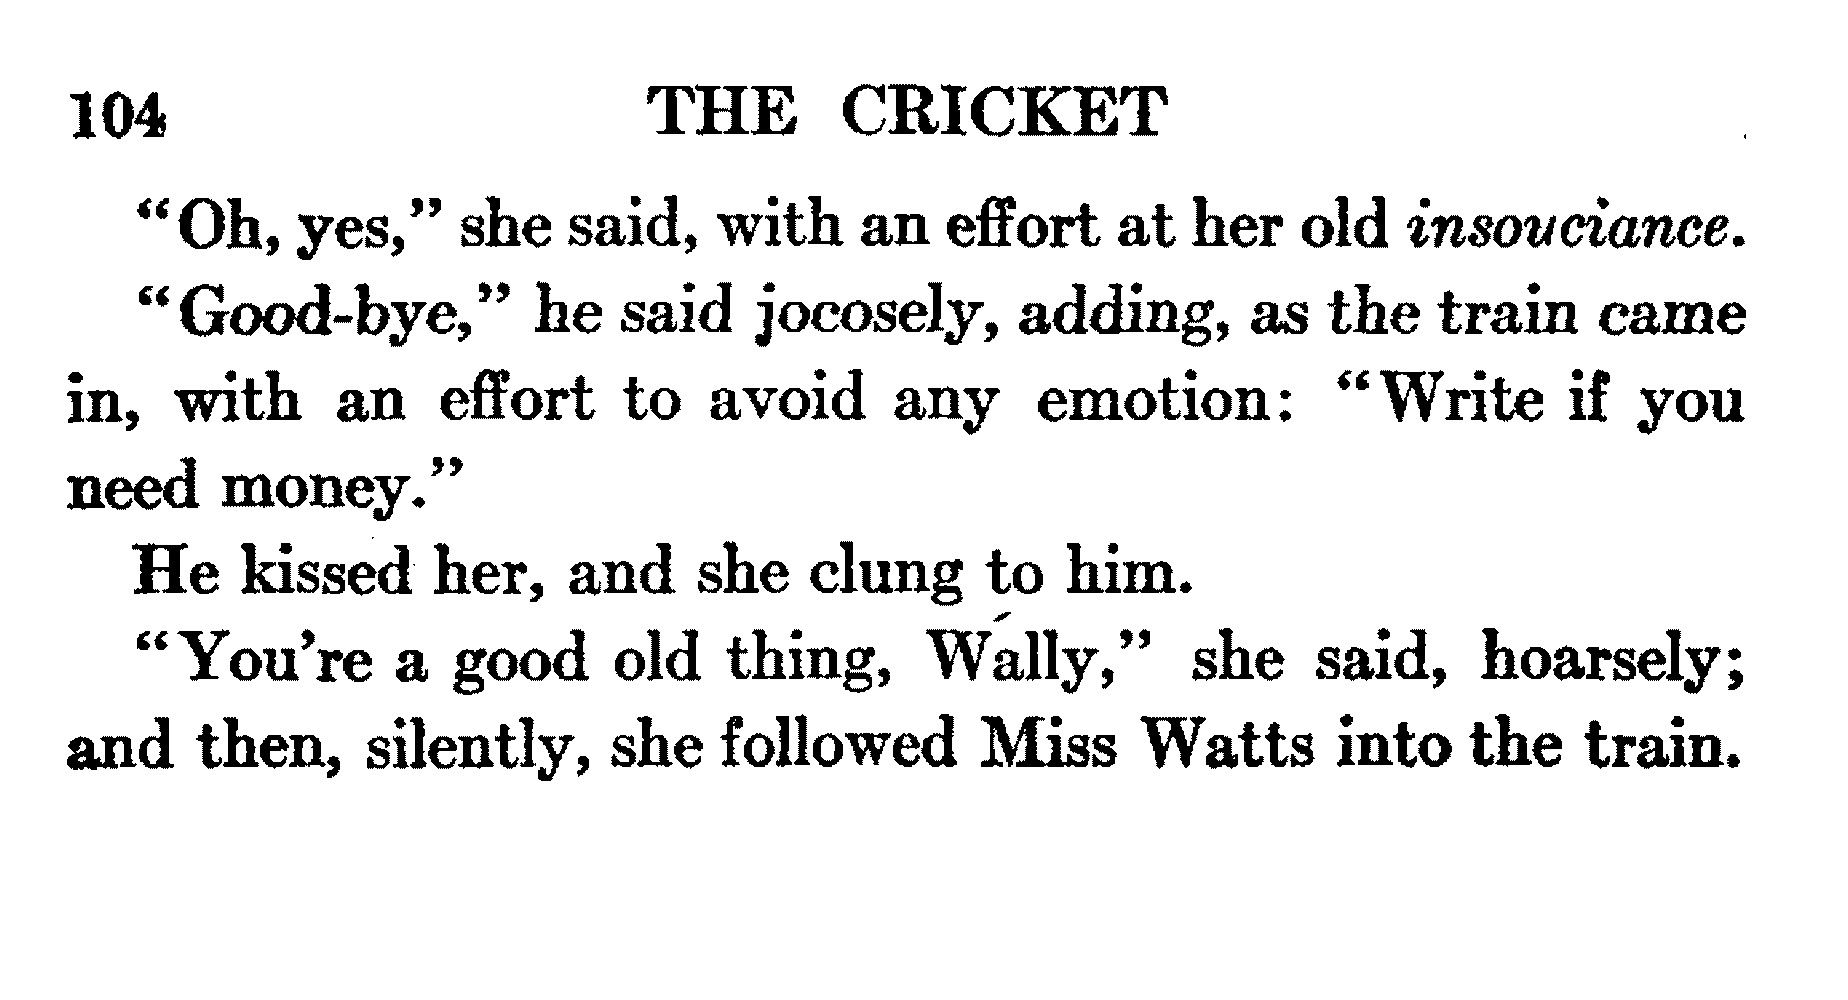 104 THE CRICKET
“Oh, yes,” she said, with an effort at her old insouciance.
“Good-bye,” he said jocosely, adding, as the train came
in, with an effort to avoid any emotion: “Write if you
need money.”
He kissed her, and she clung to him.
“You're a good old thing, Wally,” she said, hoarsely;
and then, silently, she followed Miss Watts into the train.